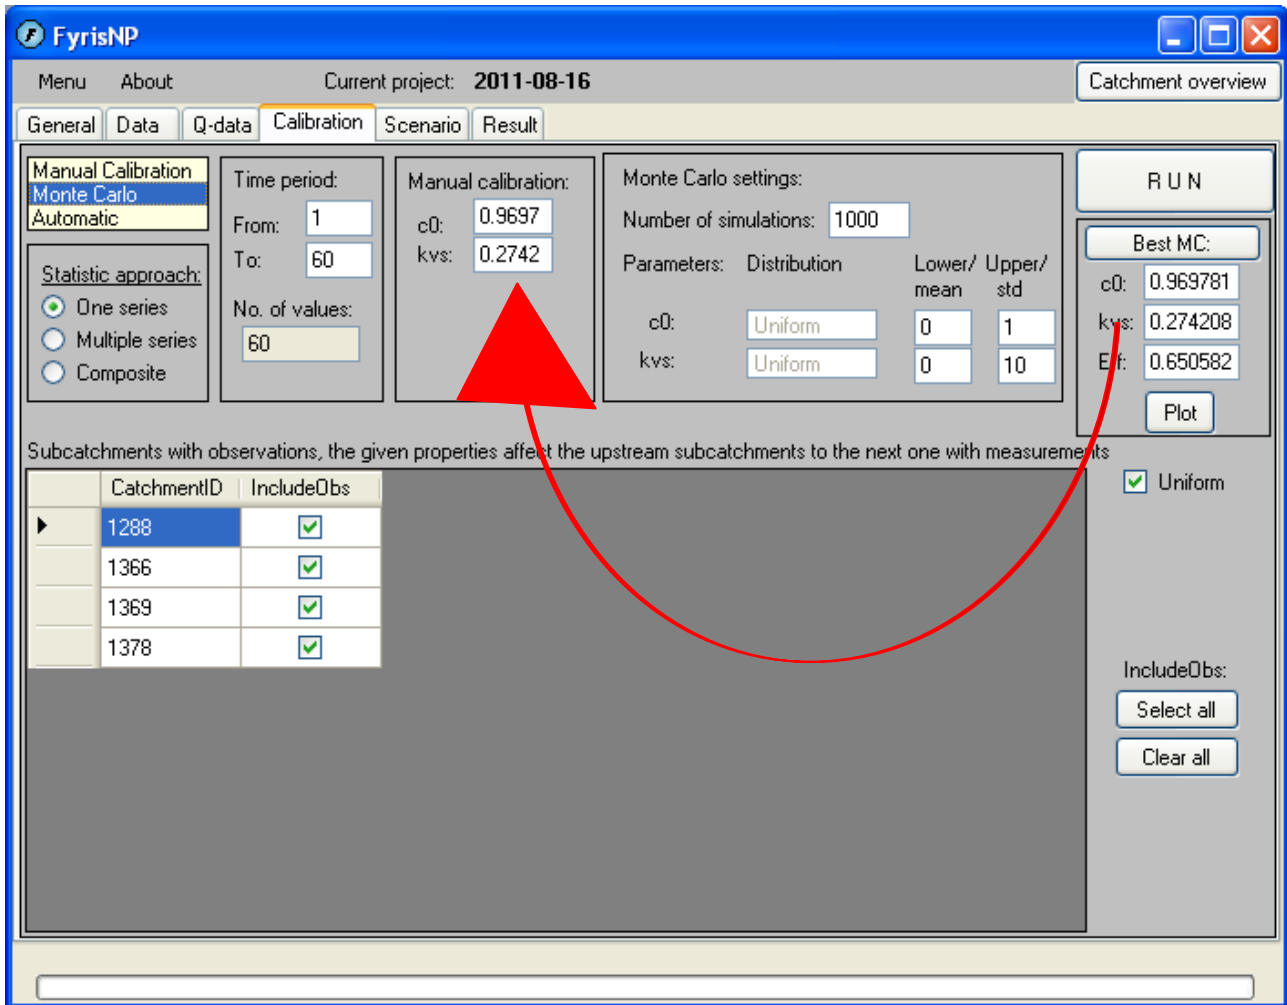 FyrisNP
Menu About Current project: 2011-08-16 Catchment overview
General Data Q-data Calibration Scenario Result
Manual Calibration
Monte Carlo
Automatic
Statistic approach:
One series
Multiple series
Composite
Time period:
From: 1
To: 60
No. of values:
60
Manual calibration:
c0: 0.9697
kvs: 0.2742
Monte Carlo settings:
Number of simulations: 1000
Parameters: Distribution Lower/ Upper/
mean std
c0: Uniform 0 1
kvs: Uniform 0 10
RUN
Best MC:
c0: 0.969781
kvs: 0.274208
Eff: 0.650582
Plot
Subcatchments with observations, the given properties affect the upstream subcatchments to the next one with measurements
Uniform
CatchmentID IncludeObs
1288
1366
1369
1378
IncludeObs:
Select all
Clear all